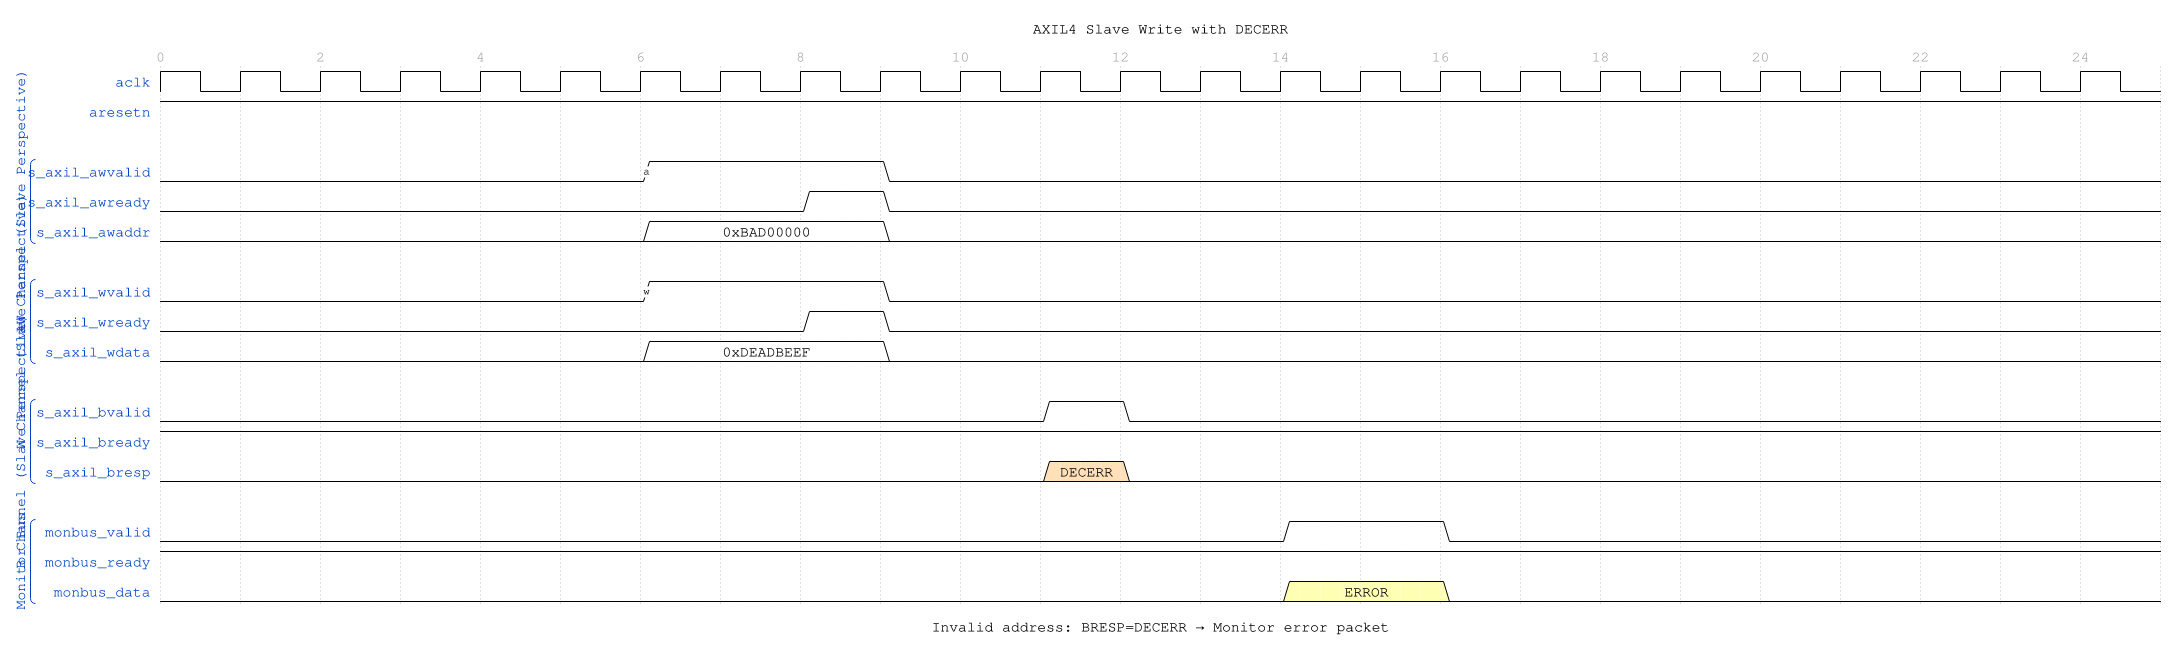 AXIL4 Slave Write with DECERR
0 2 4 6 8 10 12 14 16 18 20 22 24
aclk
aresetn
s_axil_awvalid a
s_axil_awready
s_axil_awaddr 0xBAD00000
s_axil_wvalid w
s_axil_wready
s_axil_wdata 0xDEADBEEF
s_axil_bvalid
s_axil_bready
s_axil_bresp DECERR
monbus_valid
monbus_ready
monbus_data ERROR
Invalid address: BRESP=DECERR → Monitor error packet